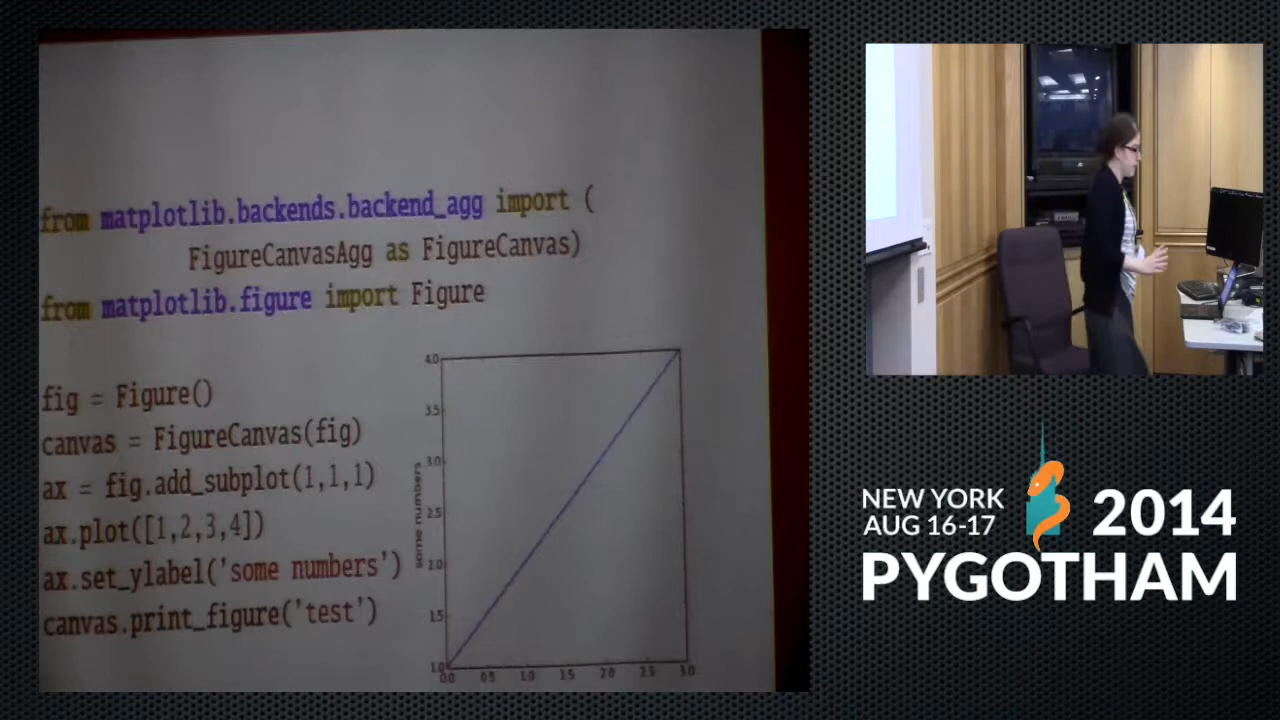 from matplotlib.backends.backend_agg import (
FigureCanvasAgg as FigureCanvas)
from matplotlib.figure import Figure
fig = Figure()
canvas = FigureCanvas(fig)
ax = fig.add_subplot(1,1,1)
ax.plot([1,2,3,4])
ax.set_ylabel('some numbers')
canvas.print_figure('test')
4.0
3.5
3.0
2.5
2.0
1.5
1.0
some numbers
0.0 0.5 1.0 1.5 2.0 2.5 3.0
NEW YORK
AUG 16-17
2014
PYGOTHAM